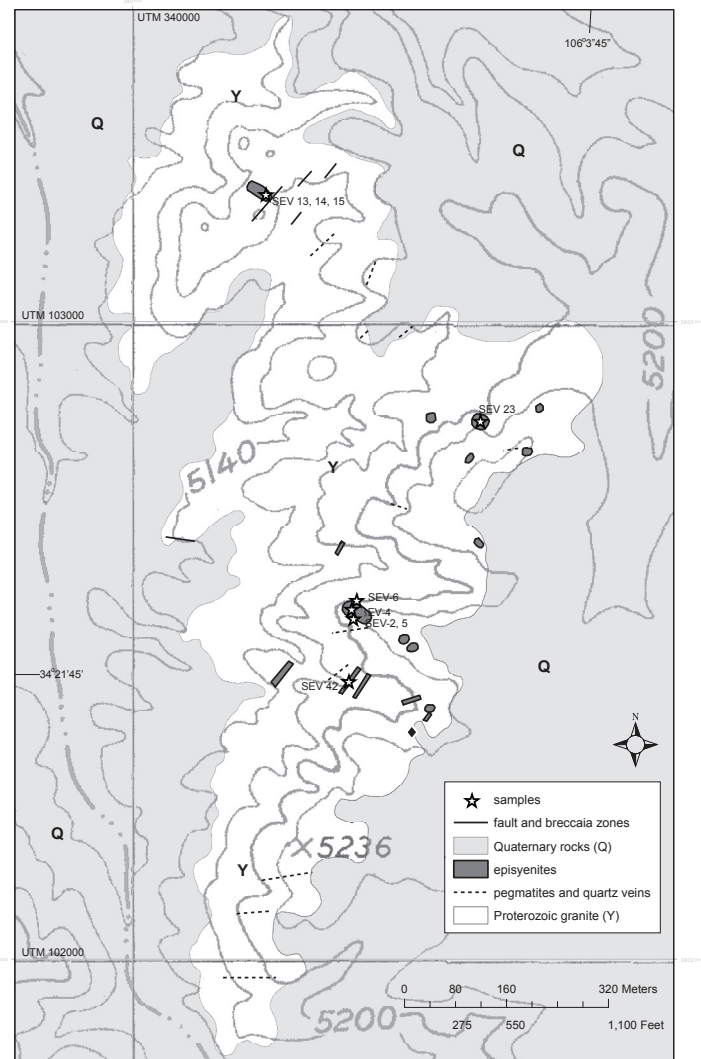 UTM 340000
106°3"45"
Y
Q
Q
SEV 13, 14, 15
UTM 103000
5200
SEV 23
5140
Y
SEV-6
EV-4
SEV-2, 5
34°21'45'
Q
SEV 42
N
samples
fault and breccaia zones
Quaternary rocks (Q)
episyenites
pegmatites and quartz veins
Proterozoic granite (Y)
Q
×5236
Y
UTM 102000
0 80 160 320 Meters
275 550 1,100 Feet
5200